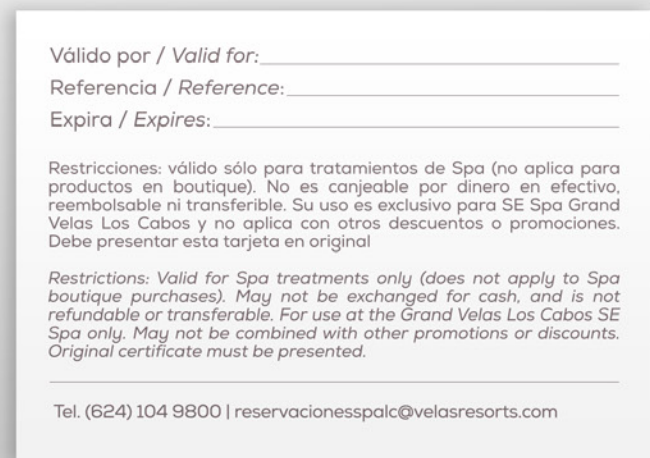 Válido por / Valid for:
Referencia / Reference:
Expira / Expires:
Restricciones: válido sólo para tratamientos de Spa (no aplica para
productos en boutique). No es canjeable por dinero en efectivo,
reembolsable ni transferible. Su uso es exclusivo para SE Spa Grand
Velas Los Cabos y no aplica con otros descuentos o promociones.
Debe presentar esta tarjeta en original
Restrictions: Valid for Spa treatments only (does not apply to Spa
boutique purchases). May not be exchanged for cash, and is not
refundable or transferable. For use at the Grand Velas Los Cabos SE
Spa only. May not be combined with other promotions or discounts.
Original certificate must be presented.
Tel. (624) 104 9800 | reservacionesspalc@velasresorts.com